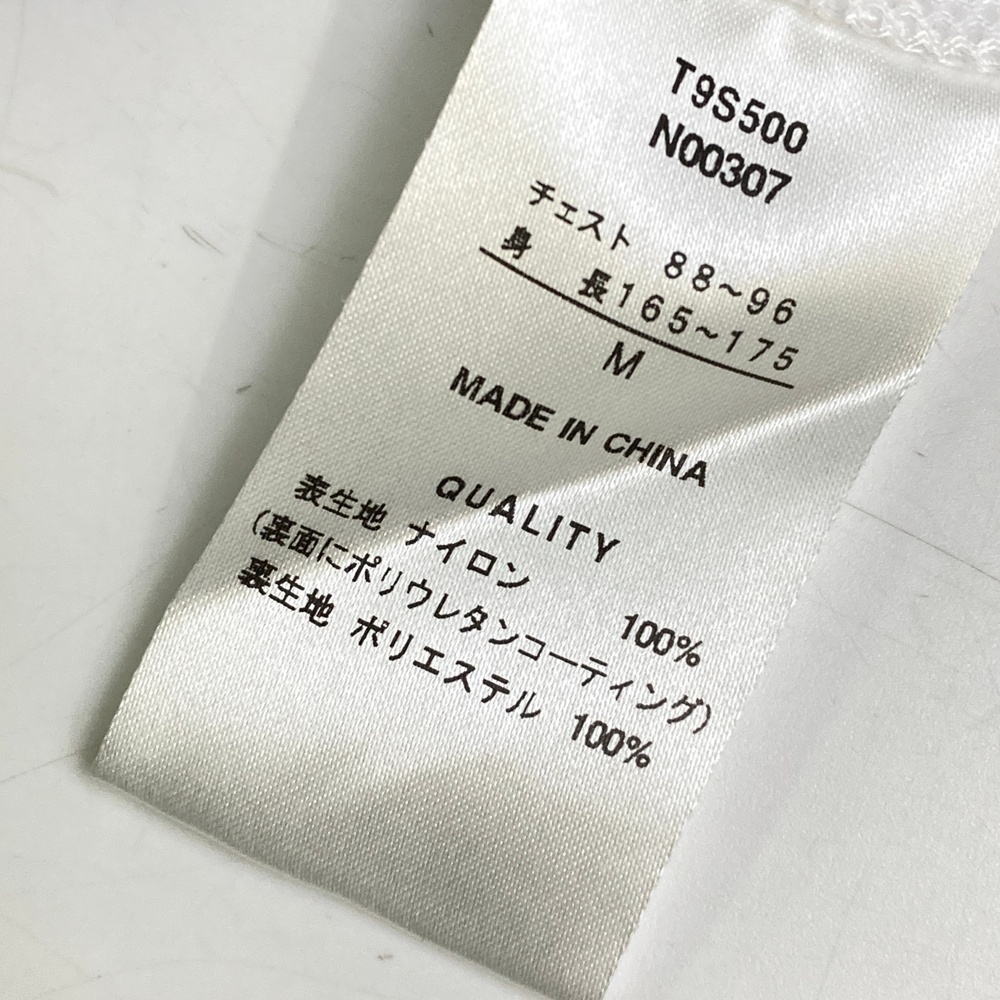 T9S500
N00307
チェスト 88~96
身 長165~175
M
MADE IN CHINA
QUALITY
表生地 ナイロン 100%
(裏面にポリウレタンコーティング)
裏生地 ポリエステル 100%